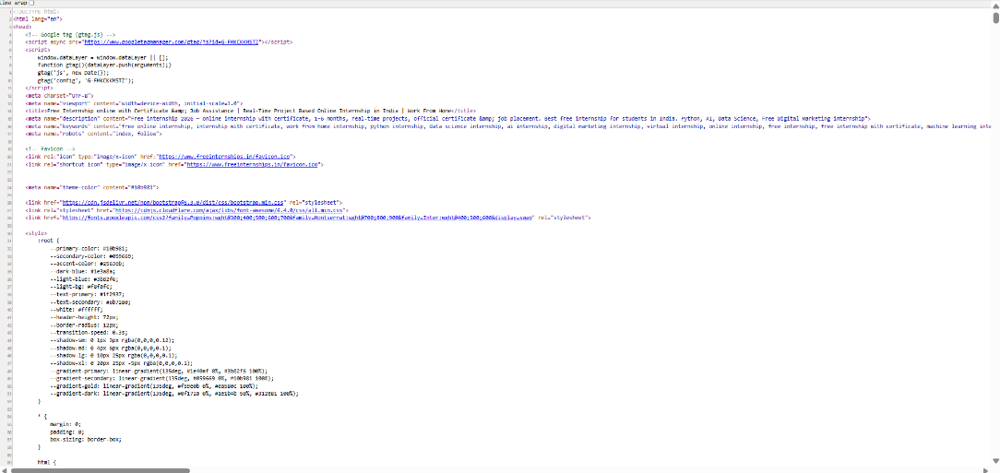 Line wrap
<!DOCTYPE html>
<html lang="en">
<head>
<!-- Google tag (gtag.js) -->
<script async src="https://www.googletagmanager.com/gtag/js?id=G-FMKCKKMSTZ"></script>
<script>
window.dataLayer = window.dataLayer || [];
function gtag(){dataLayer.push(arguments);}
gtag('js', new Date());
gtag('config', 'G-FMKCKKMSTZ');
</script>
<meta charset="UTF-8">
<meta name="viewport" content="width=device-width, initial-scale=1.0">
<title>Free Internship online with Certificate &amp; Job Assistance | Real-Time Project Based Online Internship in India | Work From Home</title>
<meta name="description" content="Free internship 2026 – online internship with certificate, 1-6 months, real-time projects, official certificate &amp; job placement. Best free internship for students in India. Python, AI, Data Science, Free Digital Marketing internship">
<meta name="keywords" content="free online internship, internship with certificate, work from home internship, python internship, data science internship, ai internship, digital marketing internship, virtual internship, online internship, free internship, free internship with certificate, machine learning inte
<meta name="robots" content="index, follow">
<!-- Favicon -->
<link rel="icon" type="image/x-icon" href="https://www.freeinternships.in/favicon.ico">
<link rel="shortcut icon" type="image/x-icon" href="https://www.freeinternships.in/favicon.ico">
<meta name="theme-color" content="#10b981">
<link href="https://cdn.jsdelivr.net/npm/bootstrap@5.3.0/dist/css/bootstrap.min.css" rel="stylesheet">
<link rel="stylesheet" href="https://cdnjs.cloudflare.com/ajax/libs/font-awesome/6.4.0/css/all.min.css">
<link href="https://fonts.googleapis.com/css2?family=Poppins:wght@300;400;500;600;700&family=Montserrat:wght@700;800;900&family=Inter:wght@400;500;600&display=swap" rel="stylesheet">
<style>
:root {
--primary-color: #10b981;
--secondary-color: #059669;
--accent-color: #2563eb;
--dark-blue: #1e3a8a;
--light-blue: #3b82f6;
--light-bg: #f8fafc;
--text-primary: #1f2937;
--text-secondary: #6b7280;
--white: #ffffff;
--header-height: 72px;
--border-radius: 12px;
--transition-speed: 0.3s;
--shadow-sm: 0 1px 3px rgba(0,0,0,0.12);
--shadow-md: 0 4px 6px rgba(0,0,0,0.1);
--shadow-lg: 0 10px 25px rgba(0,0,0,0.1);
--shadow-xl: 0 20px 25px -5px rgba(0,0,0,0.1);
--gradient-primary: linear-gradient(135deg, #1e40af 0%, #3b82f6 100%);
--gradient-secondary: linear-gradient(135deg, #059669 0%, #10b981 100%);
--gradient-gold: linear-gradient(135deg, #f59e0b 0%, #ea580c 100%);
--gradient-dark: linear-gradient(135deg, #0f172a 0%, #1e1b4b 50%, #312e81 100%);
}
* {
margin: 0;
padding: 0;
box-sizing: border-box;
}
html {